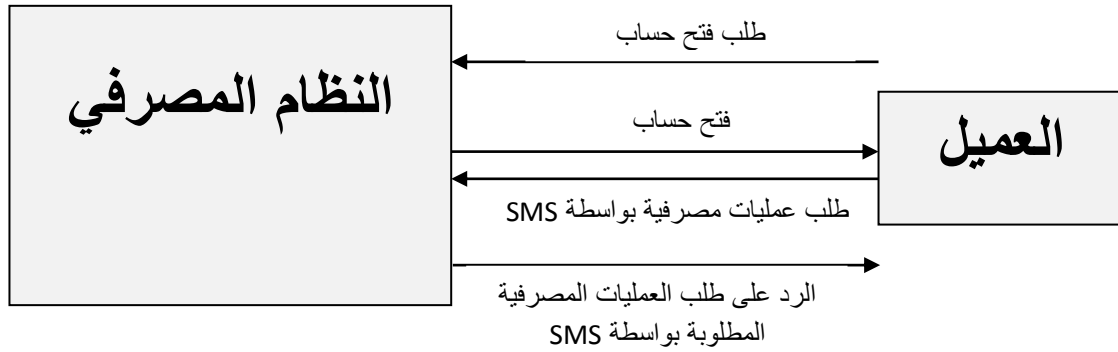 طلب فتح حساب
النظام المصرفي
فتح حساب
العميل
طلب عمليات مصرفية بواسطة SMS
الرد على طلب العمليات المصرفية
المطلوبة بواسطة SMS